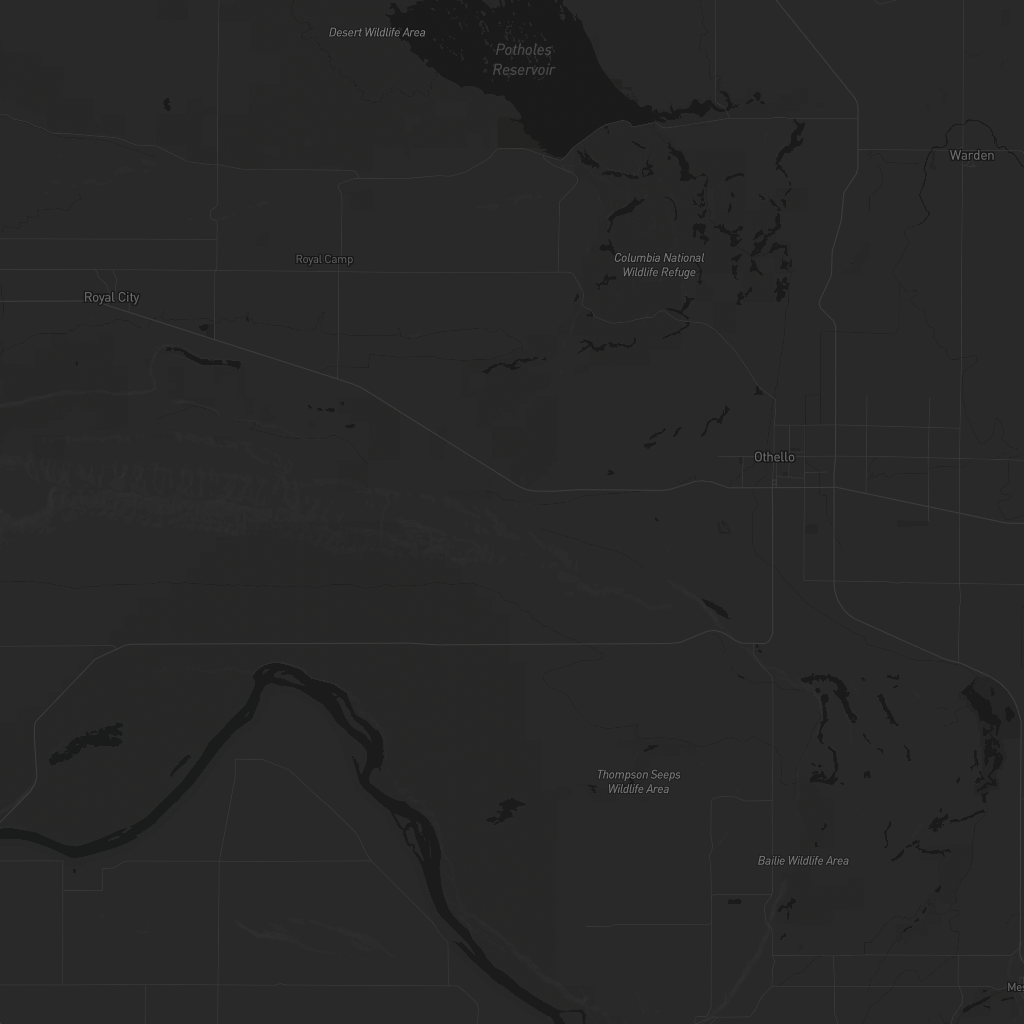 Desert Wildlife Area
Potholes
Reservoir
Warden
Royal Camp
Columbia National
Wildlife Refuge
Royal City
Othello
Thompson Seeps
Wildlife Area
Bailie Wildlife Area
Mes